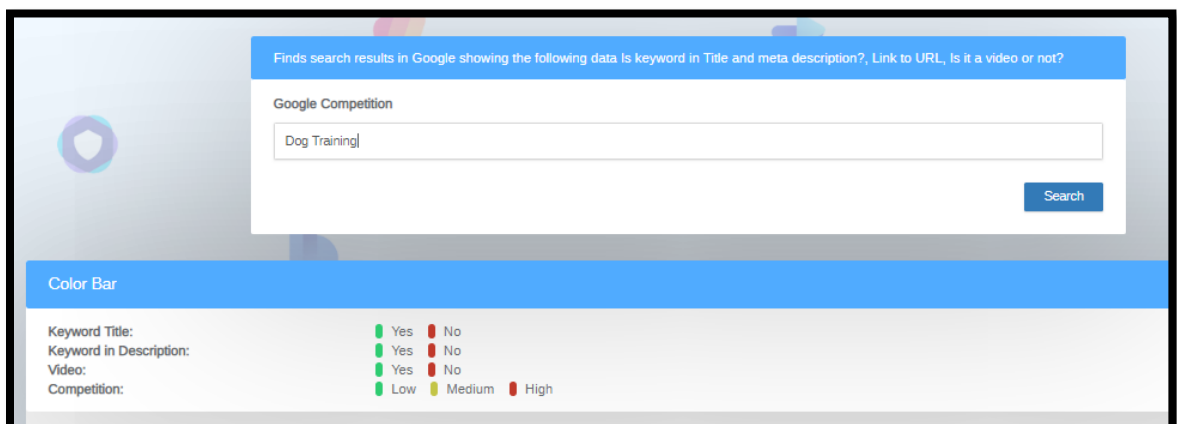 Finds search results in Google showing the following data Is keyword in Title and meta description?, Link to URL, Is it a video or not?
Google Competition
Dog Training
Search
Color Bar
Keyword Title: Yes No
Keyword in Description: Yes No
Video: Yes No
Competition: Low Medium High